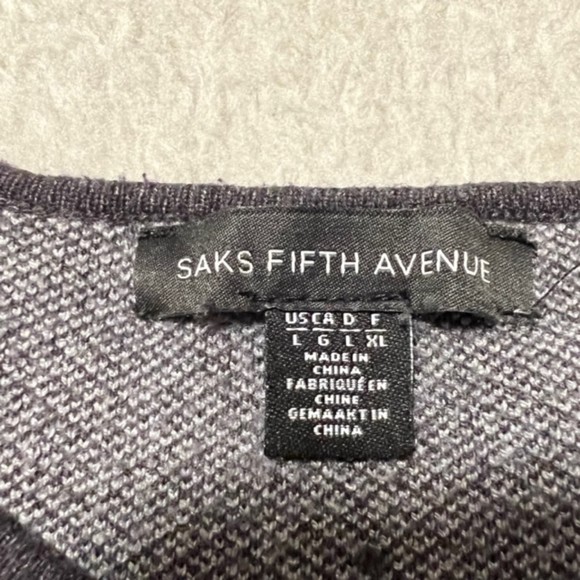 SAKS FIFTH AVENUE
US CA D F
L G L XL
MADE IN
CHINA
FABRIQUÉ EN
CHINE
GEMAAKT IN
CHINA